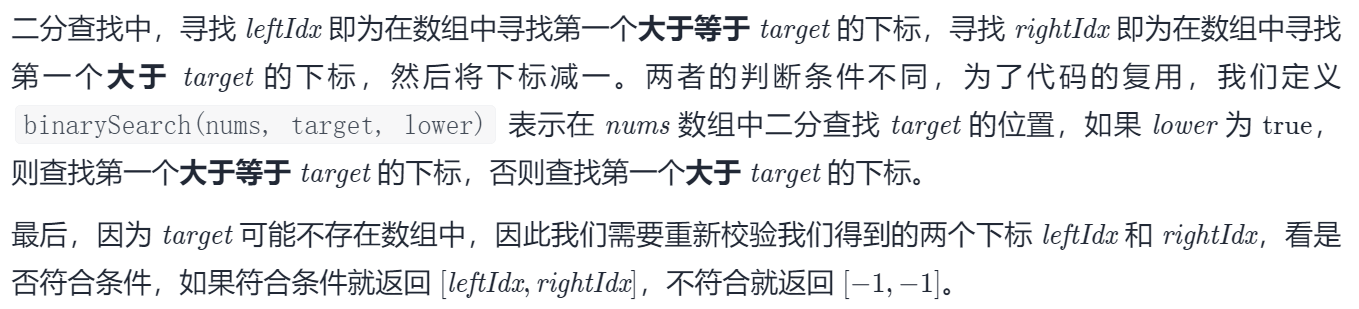 二分查找中，寻找 leftIdx 即为在数组中寻找第一个大于等于 target 的下标，寻找 rightIdx 即为在数组中寻找
第一个大于 target 的下标，然后将下标减一。两者的判断条件不同，为了代码的复用，我们定义
binarySearch(nums, target, lower) 表示在 nums 数组中二分查找 target 的位置，如果 lower 为 true，
则查找第一个大于等于 target 的下标，否则查找第一个大于 target 的下标。
最后，因为 target 可能不存在数组中，因此我们需要重新校验我们得到的两个下标 leftIdx 和 rightIdx，看是
否符合条件，如果符合条件就返回 [leftIdx, rightIdx]，不符合就返回 [−1, −1]。